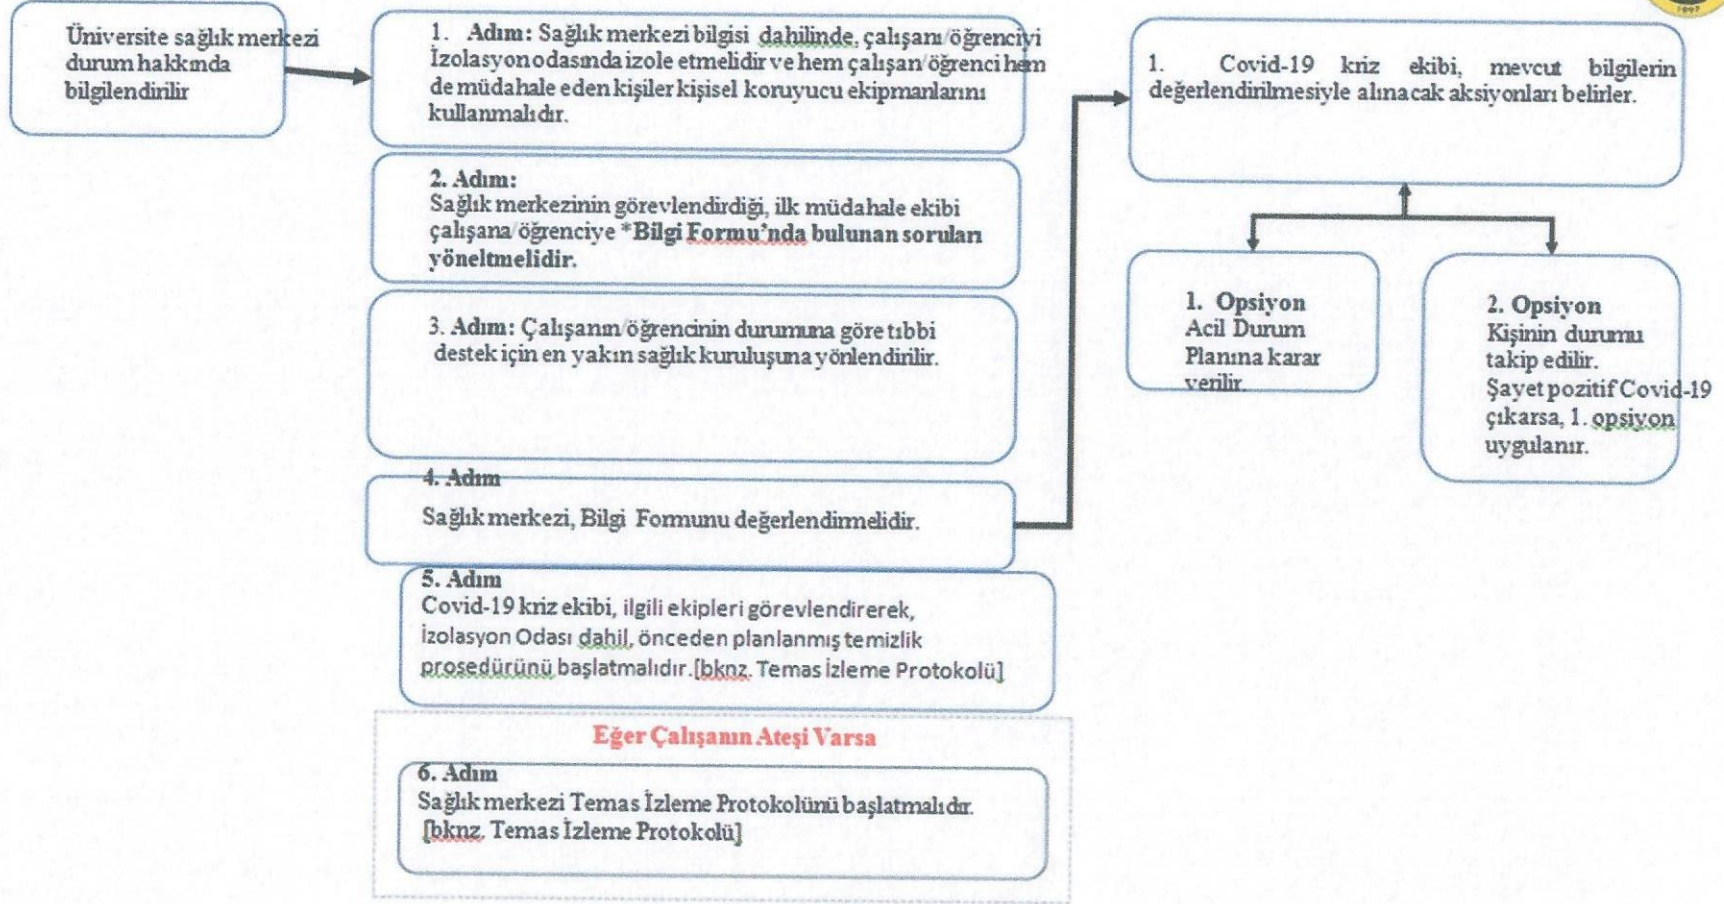 Üniversite sağlık merkezi
durum hakkında
bilgilendirilir
1. Adım: Sağlık merkezi bilgisi dahilinde, çalışanı/öğrenciyi
İzolasyon odasında izole etmelidir ve hem çalışan/öğrenci hem
de müdahale eden kişiler kişisel koruyucu ekipmanlarını
kullanmalıdır.
2. Adım:
Sağlık merkezinin görevlendirdiği, ilk müdahale ekibi
çalışana/öğrenciye *Bilgi Formu’nda bulunan soruları
yöneltmelidir.
3. Adım: Çalışanın/öğrencinin durumuna göre tıbbi
destek için en yakın sağlık kuruluşuna yönlendirilir.
4. Adım
Sağlık merkezi, Bilgi Formunu değerlendirmelidir.
5. Adım
Covid-19 kriz ekibi, ilgili ekipleri görevlendirerek,
İzolasyon Odası dahil, önceden planlanmış temizlik
prosedürünü başlatmalıdır.[bknz. Temas İzleme Protokolü]
Eğer Çalışanın Ateşi Varsa
6. Adım
Sağlık merkezi Temas İzleme Protokolünü başlatmalıdır.
[bknz. Temas İzleme Protokolü]
1. Covid-19 kriz ekibi, mevcut bilgilerin
değerlendirilmesiyle alınacak aksiyonları belirler.
1. Opsiyon
Acil Durum
Planına karar
verilir.
2. Opsiyon
Kişinin durumu
takip edilir.
Şayet pozitif Covid-19
çıkarsa, 1. opsiyon
uygulanır.
1997